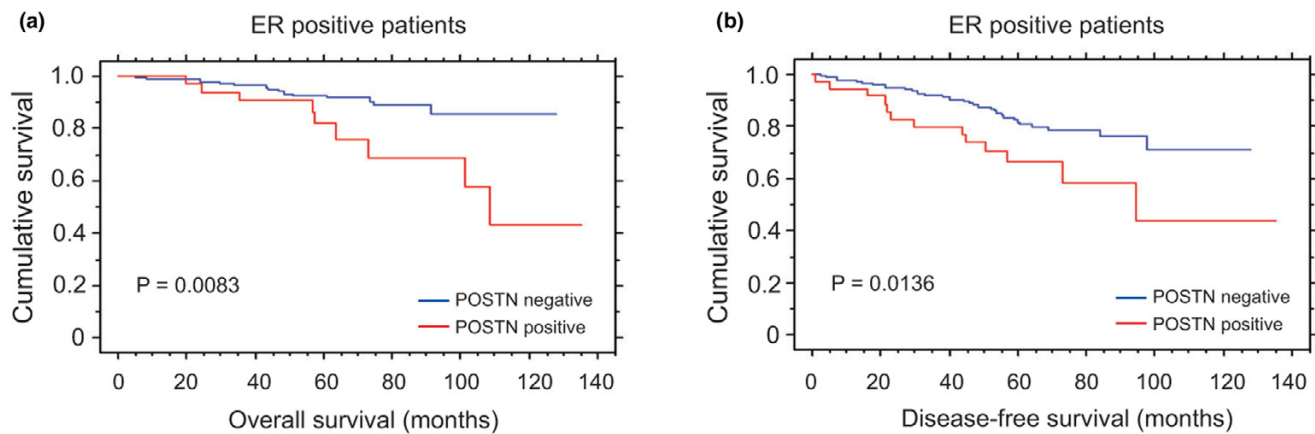 (a)
ER positive patients
Cumulative survival
1.0
0.8
0.6
0.4
0.2
0
P = 0.0083
POSTN negative
POSTN positive
0 20 40 60 80 100 120 140
Overall survival (months)
(b)
ER positive patients
Cumulative survival
1.0
0.8
0.6
0.4
0.2
0
P = 0.0136
POSTN negative
POSTN positive
0 20 40 60 80 100 120 140
Disease-free survival (months)